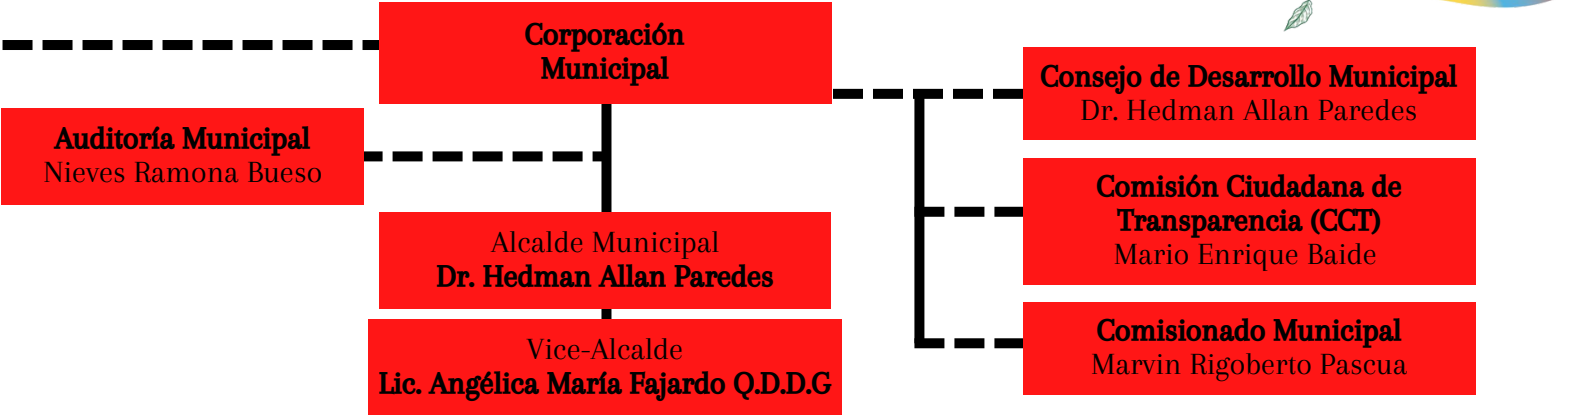 Corporación
Municipal
Auditoría Municipal
Nieves Ramona Bueso
Alcalde Municipal
Dr. Hedman Allan Paredes
Vice-Alcalde
Lic. Angélica María Fajardo Q.D.D.G
Consejo de Desarrollo Municipal
Dr. Hedman Allan Paredes
Comisión Ciudadana de
Transparencia (CCT)
Mario Enrique Baide
Comisionado Municipal
Marvin Rigoberto Pascua